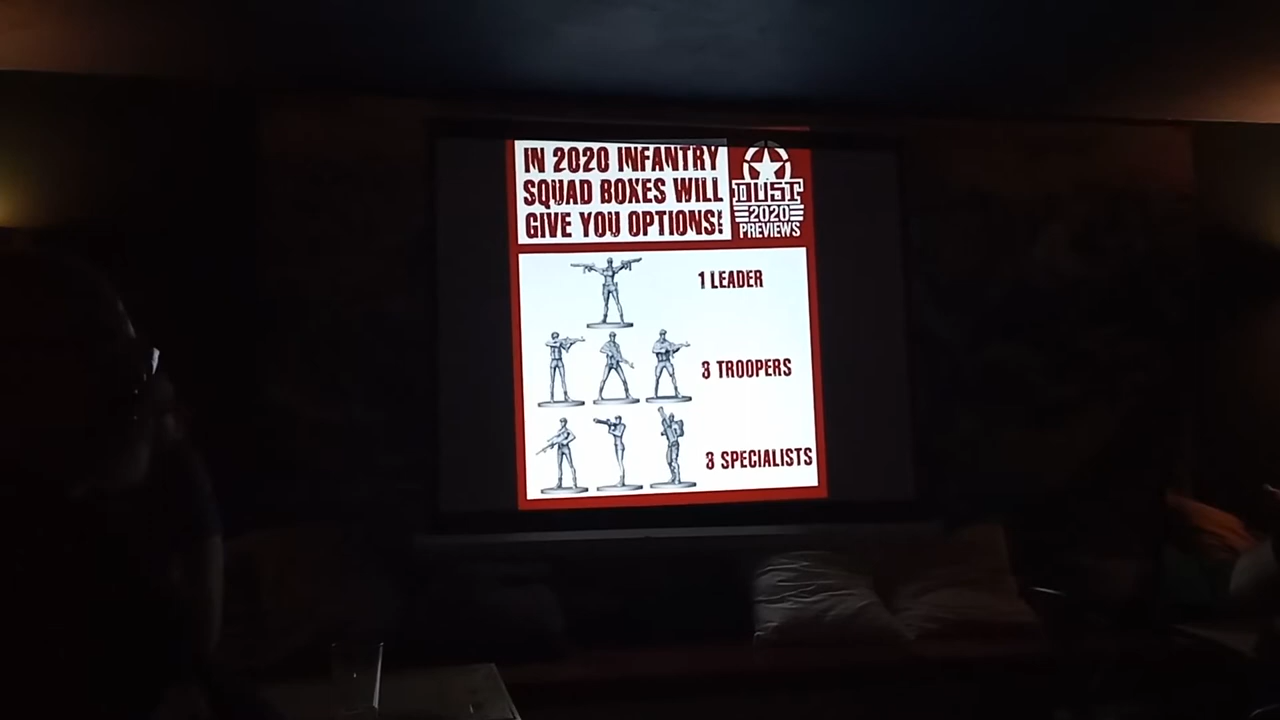 IN 2020 INFANTRY
SQUAD BOXES WILL
GIVE YOU OPTIONS!
DUST
2020
PREVIEWS
1 LEADER
3 TROOPERS
3 SPECIALISTS